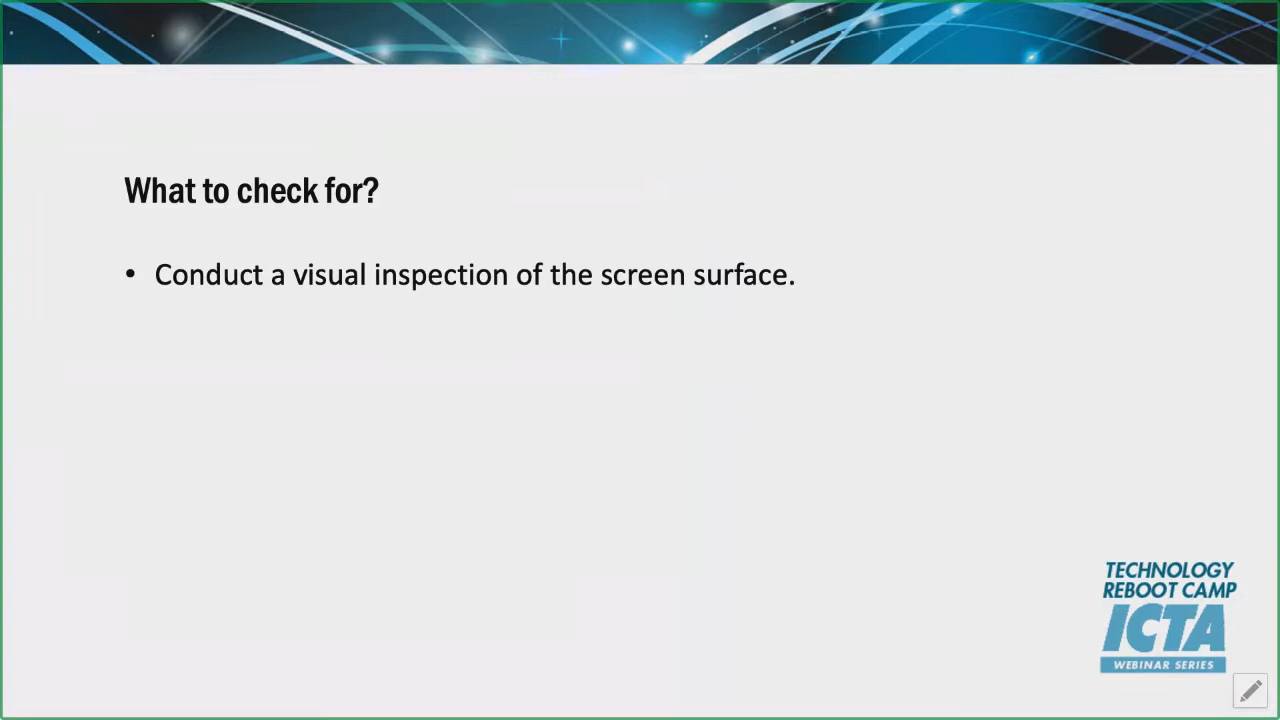 What to check for?
• Conduct a visual inspection of the screen surface.
TECHNOLOGY
REBOOT CAMP
ICTA
WEBINAR SERIES